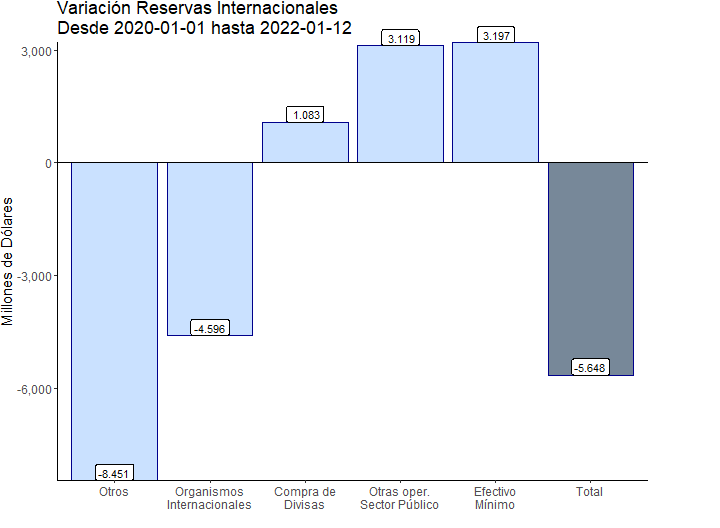 Variación Reservas Internacionales
Desde 2020-01-01 hasta 2022-01-12
Millones de Dólares
3,000
0
-3,000
-6,000
-8.451
-4.596
1.083
3.119
3.197
-5.648
Otros
Organismos
Internacionales
Compra de
Divisas
Otras oper.
Sector Público
Efectivo
Mínimo
Total